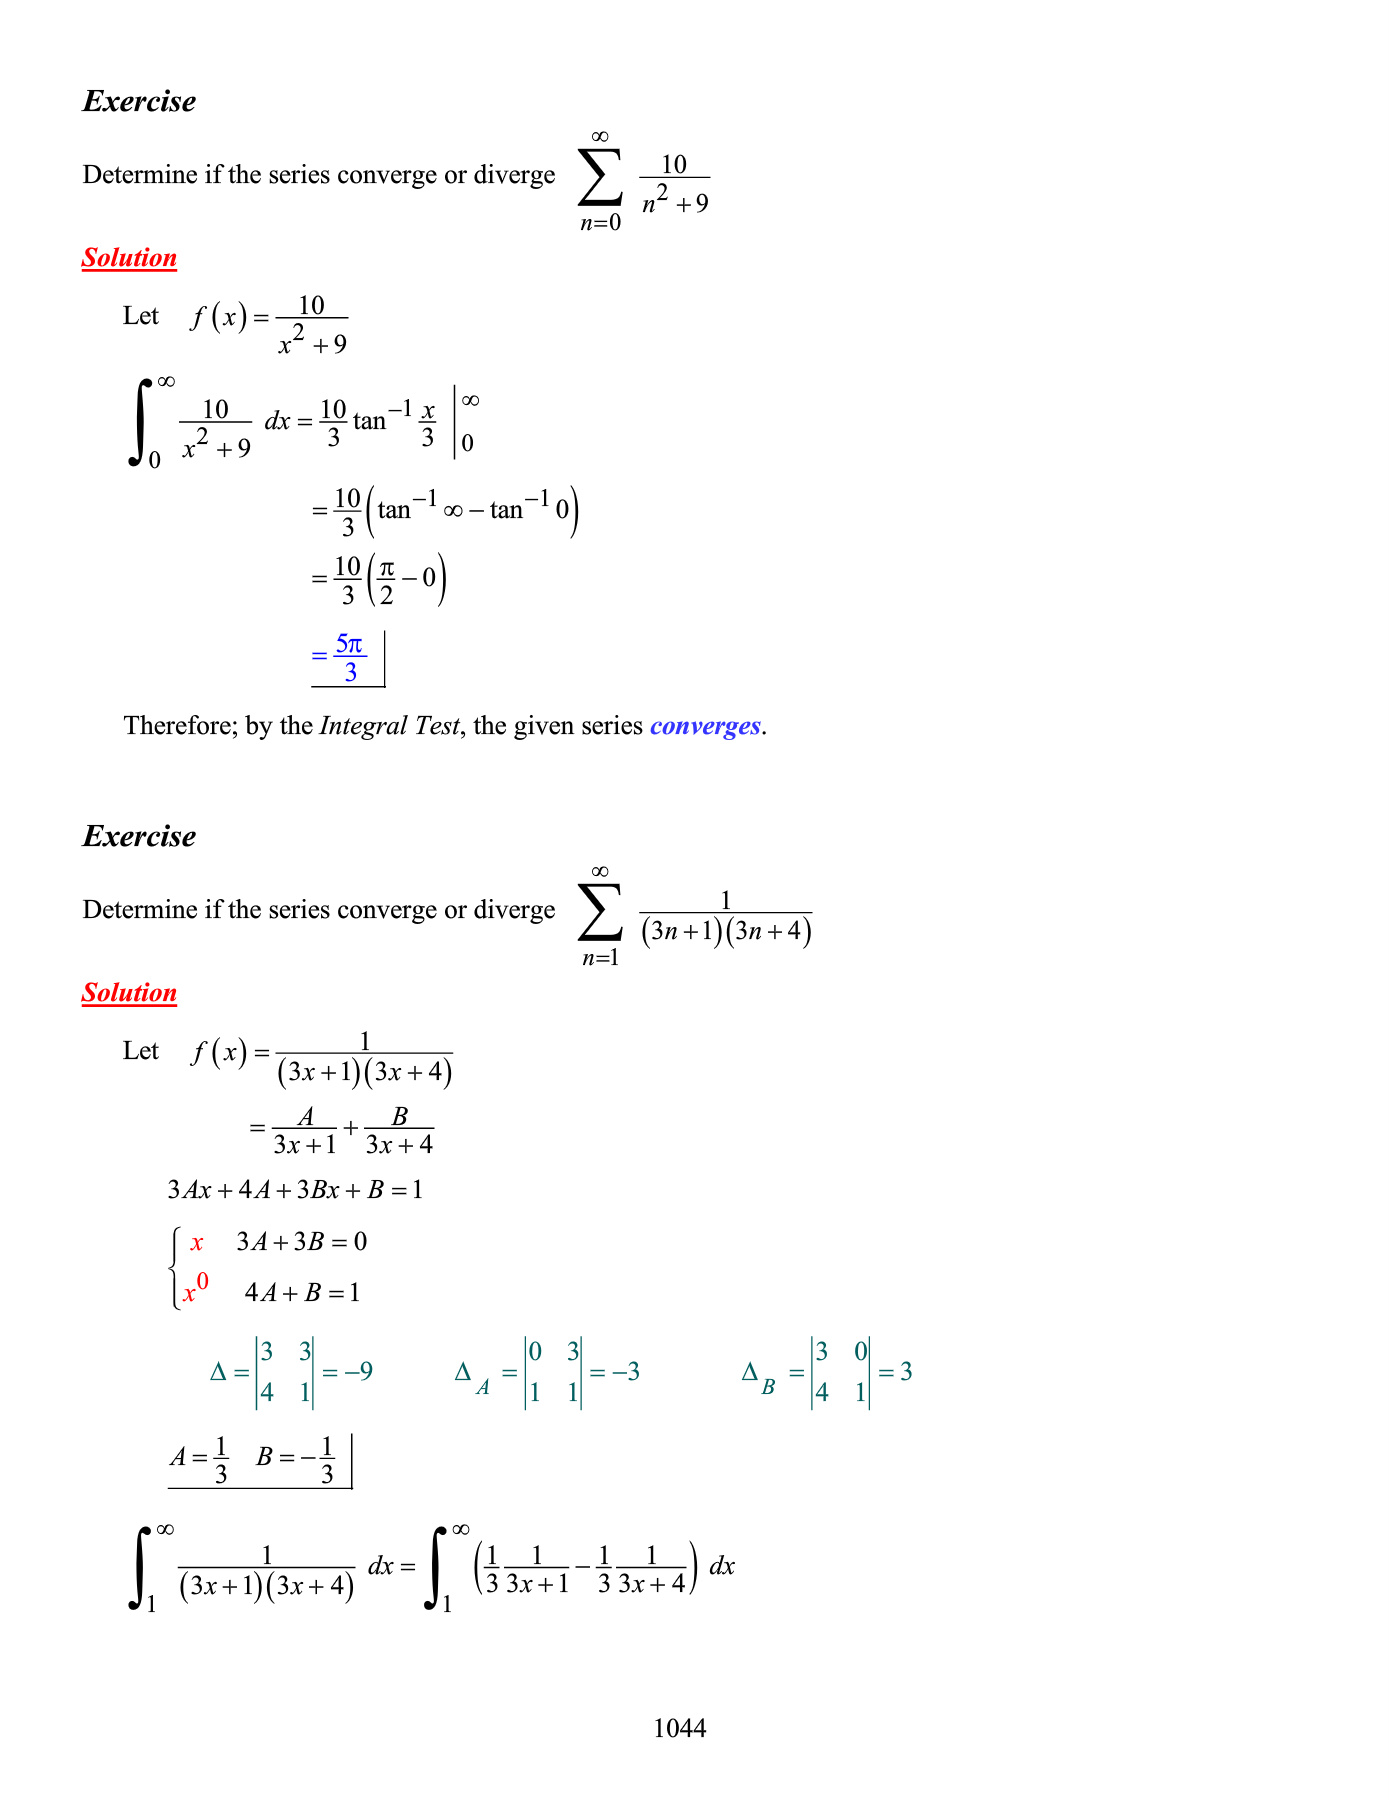 Exercise
Determine if the series converge or diverge $\sum_{n=0}^{\infty} \frac{10}{n^2+9}$
Solution
Let $f(x)=\frac{10}{x^2+9}$
$\int_0^{\infty} \frac{10}{x^2+9}\,dx = \frac{10}{3}\tan^{-1}\frac{x}{3}\Big|_0^{\infty}$
$=\frac{10}{3}\left(\tan^{-1}\infty-\tan^{-1}0\right)$
$=\frac{10}{3}\left(\frac{\pi}{2}-0\right)$
$=\frac{5\pi}{3}$
Therefore; by the Integral Test, the given series converges.
Exercise
Determine if the series converge or diverge $\sum_{n=1}^{\infty} \frac{1}{(3n+1)(3n+4)}$
Solution
Let $f(x)=\frac{1}{(3x+1)(3x+4)}$
$=\frac{A}{3x+1}+\frac{B}{3x+4}$
$3Ax+4A+3Bx+B=1$
$x \quad 3A+3B=0$
$x^0 \quad 4A+B=1$
$\Delta=\begin{vmatrix}3&3\\4&1\end{vmatrix}=-9 \quad \Delta_A=\begin{vmatrix}0&3\\1&1\end{vmatrix}=-3 \quad \Delta_B=\begin{vmatrix}3&0\\4&1\end{vmatrix}=3$
$A=\frac{1}{3} \quad B=-\frac{1}{3}$
$\int_1^{\infty} \frac{1}{(3x+1)(3x+4)}\,dx=\int_1^{\infty}\left(\frac{1}{3}\frac{1}{3x+1}-\frac{1}{3}\frac{1}{3x+4}\right)dx$
1044